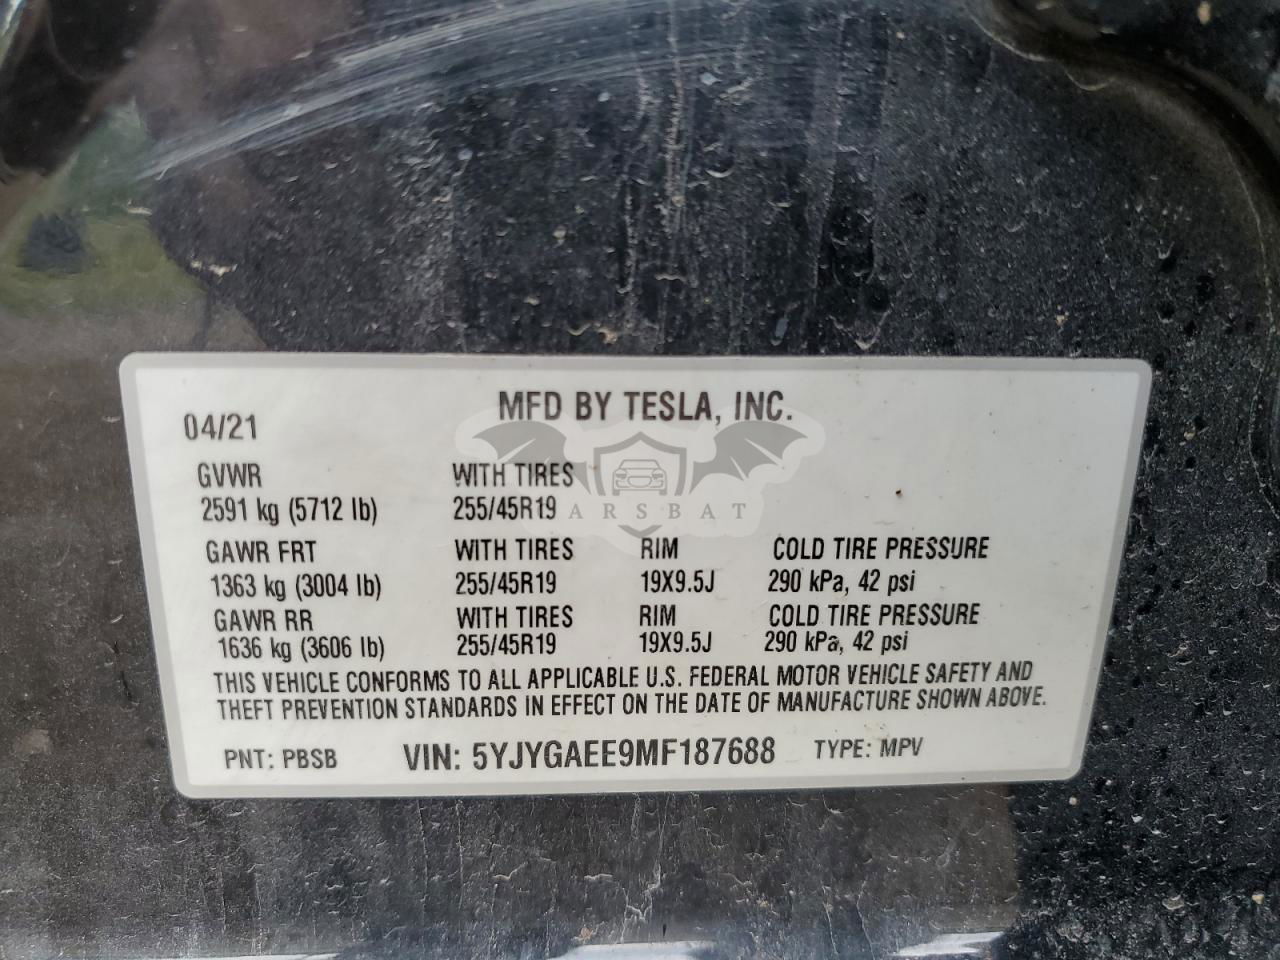 MFD BY TESLA, INC.
04/21
GVWR WITH TIRES
2591 kg (5712 lb) 255/45R19
ARSBAT
GAWR FRT WITH TIRES RIM COLD TIRE PRESSURE
1363 kg (3004 lb) 255/45R19 19X9.5J 290 kPa, 42 psi
GAWR RR WITH TIRES RIM COLD TIRE PRESSURE
1636 kg (3606 lb) 255/45R19 19X9.5J 290 kPa, 42 psi
THIS VEHICLE CONFORMS TO ALL APPLICABLE U.S. FEDERAL MOTOR VEHICLE SAFETY AND
THEFT PREVENTION STANDARDS IN EFFECT ON THE DATE OF MANUFACTURE SHOWN ABOVE.
PNT: PBSB VIN: 5YJYGAEE9MF187688 TYPE: MPV